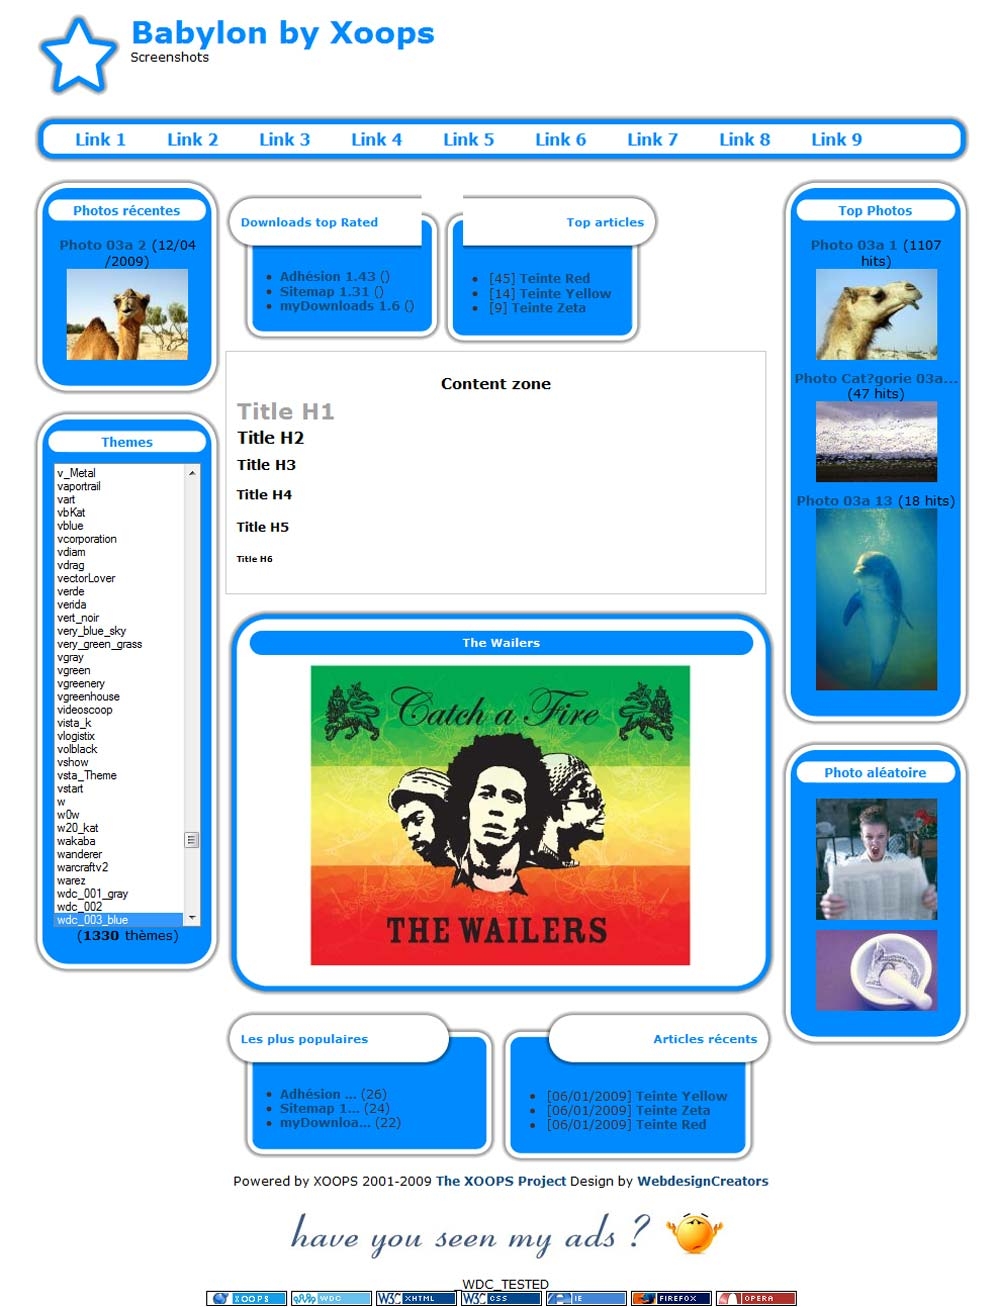 Babylon by Xoops
Screenshots
Link 1 Link 2 Link 3 Link 4 Link 5 Link 6 Link 7 Link 8 Link 9
Photos récentes
Photo 03a 2 (12/04
/2009)
Themes
v_Metal
vaportrail
vart
vbKat
vblue
vcorporation
vdiam
vdrag
vectorLover
verde
verida
vert_noir
very_blue_sky
very_green_grass
vgray
vgreen
vgreenery
vgreenhouse
videoscoop
vista_k
vlogistix
volblack
vshow
vsta_Theme
vstart
w
w0w
w20_kat
wakaba
wanderer
warcraftv2
warez
wdc_001_gray
wdc_002
wdc_003_blue
(1330 thèmes)
Downloads top Rated
Adhésion 1.43 ()
Sitemap 1.31 ()
myDownloads 1.6 ()
Top articles
[45] Teinte Red
[14] Teinte Yellow
[9] Teinte Zeta
Content zone
Title H1
Title H2
Title H3
Title H4
Title H5
Title H6
The Wailers
Catch a Fire
THE WAILERS
Les plus populaires
Adhésion ... (26)
Sitemap 1... (24)
myDownloa... (22)
Articles récents
[06/01/2009] Teinte Yellow
[06/01/2009] Teinte Zeta
[06/01/2009] Teinte Red
Top Photos
Photo 03a 1 (1107
hits)
Photo Cat?gorie 03a...
(47 hits)
Photo 03a 13 (18 hits)
Photo aléatoire
Powered by XOOPS 2001-2009 The XOOPS Project Design by WebdesignCreators
have you seen my ads ?
_WDC_TESTED
XOOPS WDC W3C XHTML W3C CSS IE FIREFOX OPERA